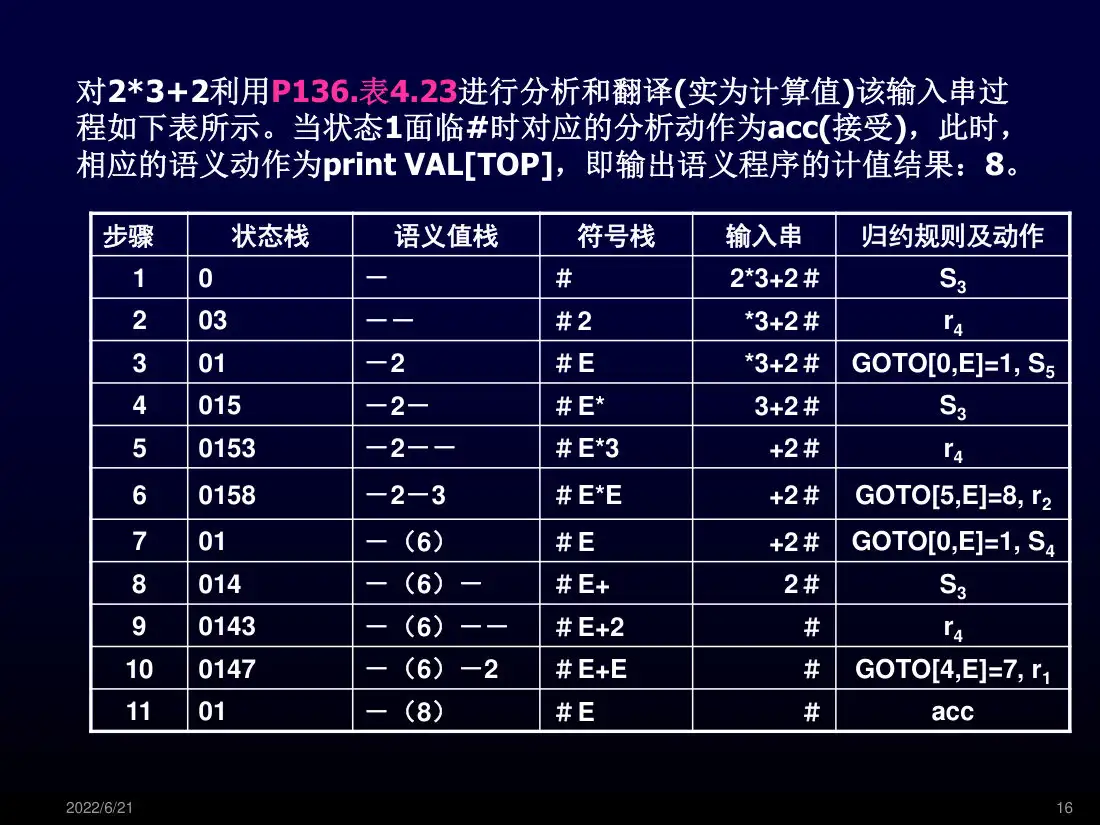 对2*3+2利用P136.表4.23进行分析和翻译(实为计算值)该输入串过
程如下表所示。当状态1面临#时对应的分析动作为acc(接受)，此时，
相应的语义动作为print VAL[TOP]，即输出语义程序的计值结果：8。
步骤 状态栈 语义值栈 符号栈 输入串 归约规则及动作
1 0 － ＃ 2*3+2＃ S3
2 03 －－ ＃2 *3+2＃ r4
3 01 －2 ＃E *3+2＃ GOTO[0,E]=1, S5
4 015 －2－ ＃E* 3+2＃ S3
5 0153 －2－－ ＃E*3 +2＃ r4
6 0158 －2－3 ＃E*E +2＃ GOTO[5,E]=8, r2
7 01 －（6） ＃E +2＃ GOTO[0,E]=1, S4
8 014 －（6）－ ＃E+ 2＃ S3
9 0143 －（6）－－ ＃E+2 ＃ r4
10 0147 －（6）－2 ＃E+E ＃ GOTO[4,E]=7, r1
11 01 －（8） ＃E ＃ acc
2022/6/21 16